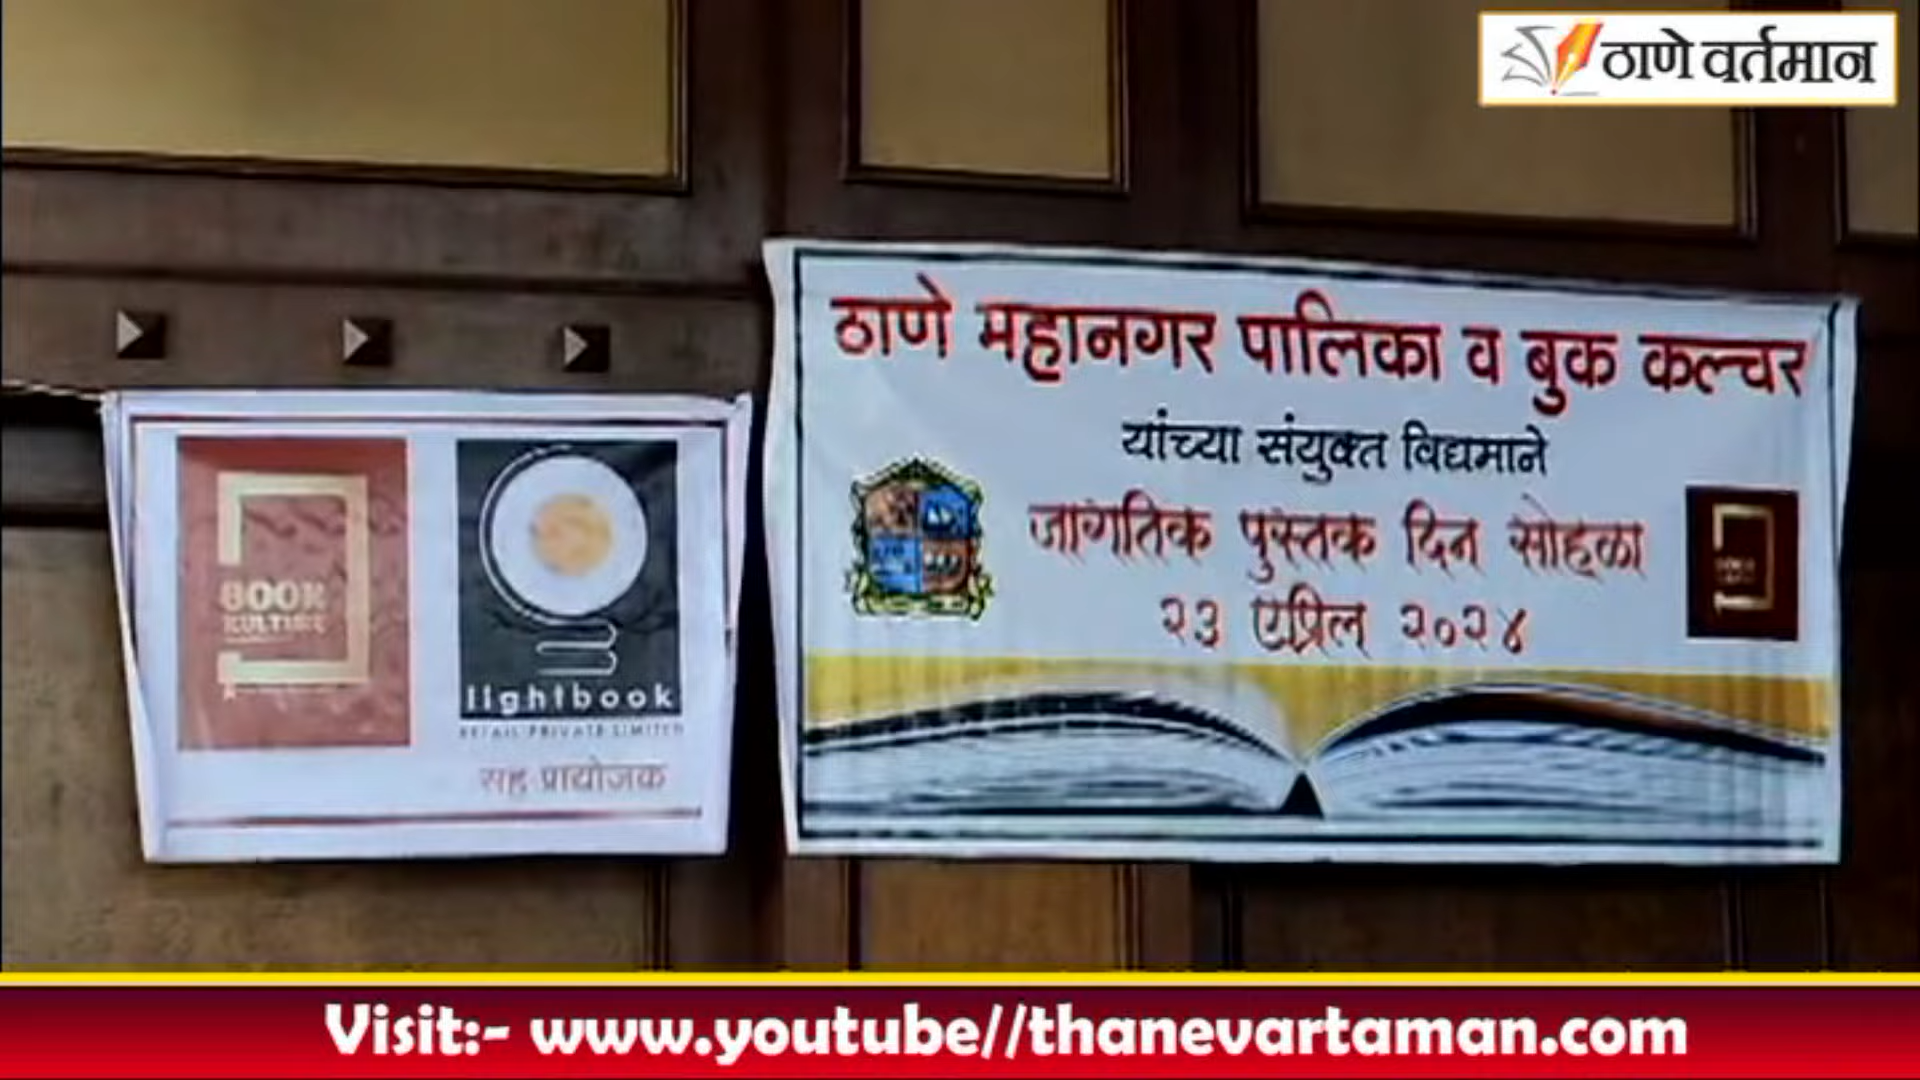 ठाणे वर्तमान
ठाणे महानगर पालिका व बुक कल्चर
यांच्या संयुक्त विद्यमाने
जागतिक पुस्तक दिन सोहळा
२३ एप्रिल २०२४
BOOK
KULTURE
lightbook
RETAIL PRIVATE LIMITED
सह प्रायोजक
Visit:- www.youtube//thanevartaman.com